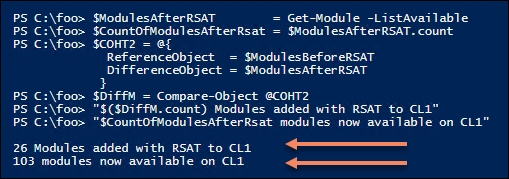 PS C:\foo> $ModulesAfterRSAT        = Get-Module -ListAvailable
PS C:\foo> $CountOfModulesAfterRsat = $ModulesAfterRSAT.count
PS C:\foo> $COHT2 = @{
ReferenceObject  = $ModulesBeforeRSAT
DifferenceObject = $ModulesAfterRSAT
}
PS C:\foo> $DiffM = Compare-Object @COHT2
PS C:\foo> "$($DiffM.count) Modules added with RSAT to CL1"
PS C:\foo> "$CountOfModulesAfterRsat modules now available on CL1"
26 Modules added with RSAT to CL1
103 modules now available on CL1